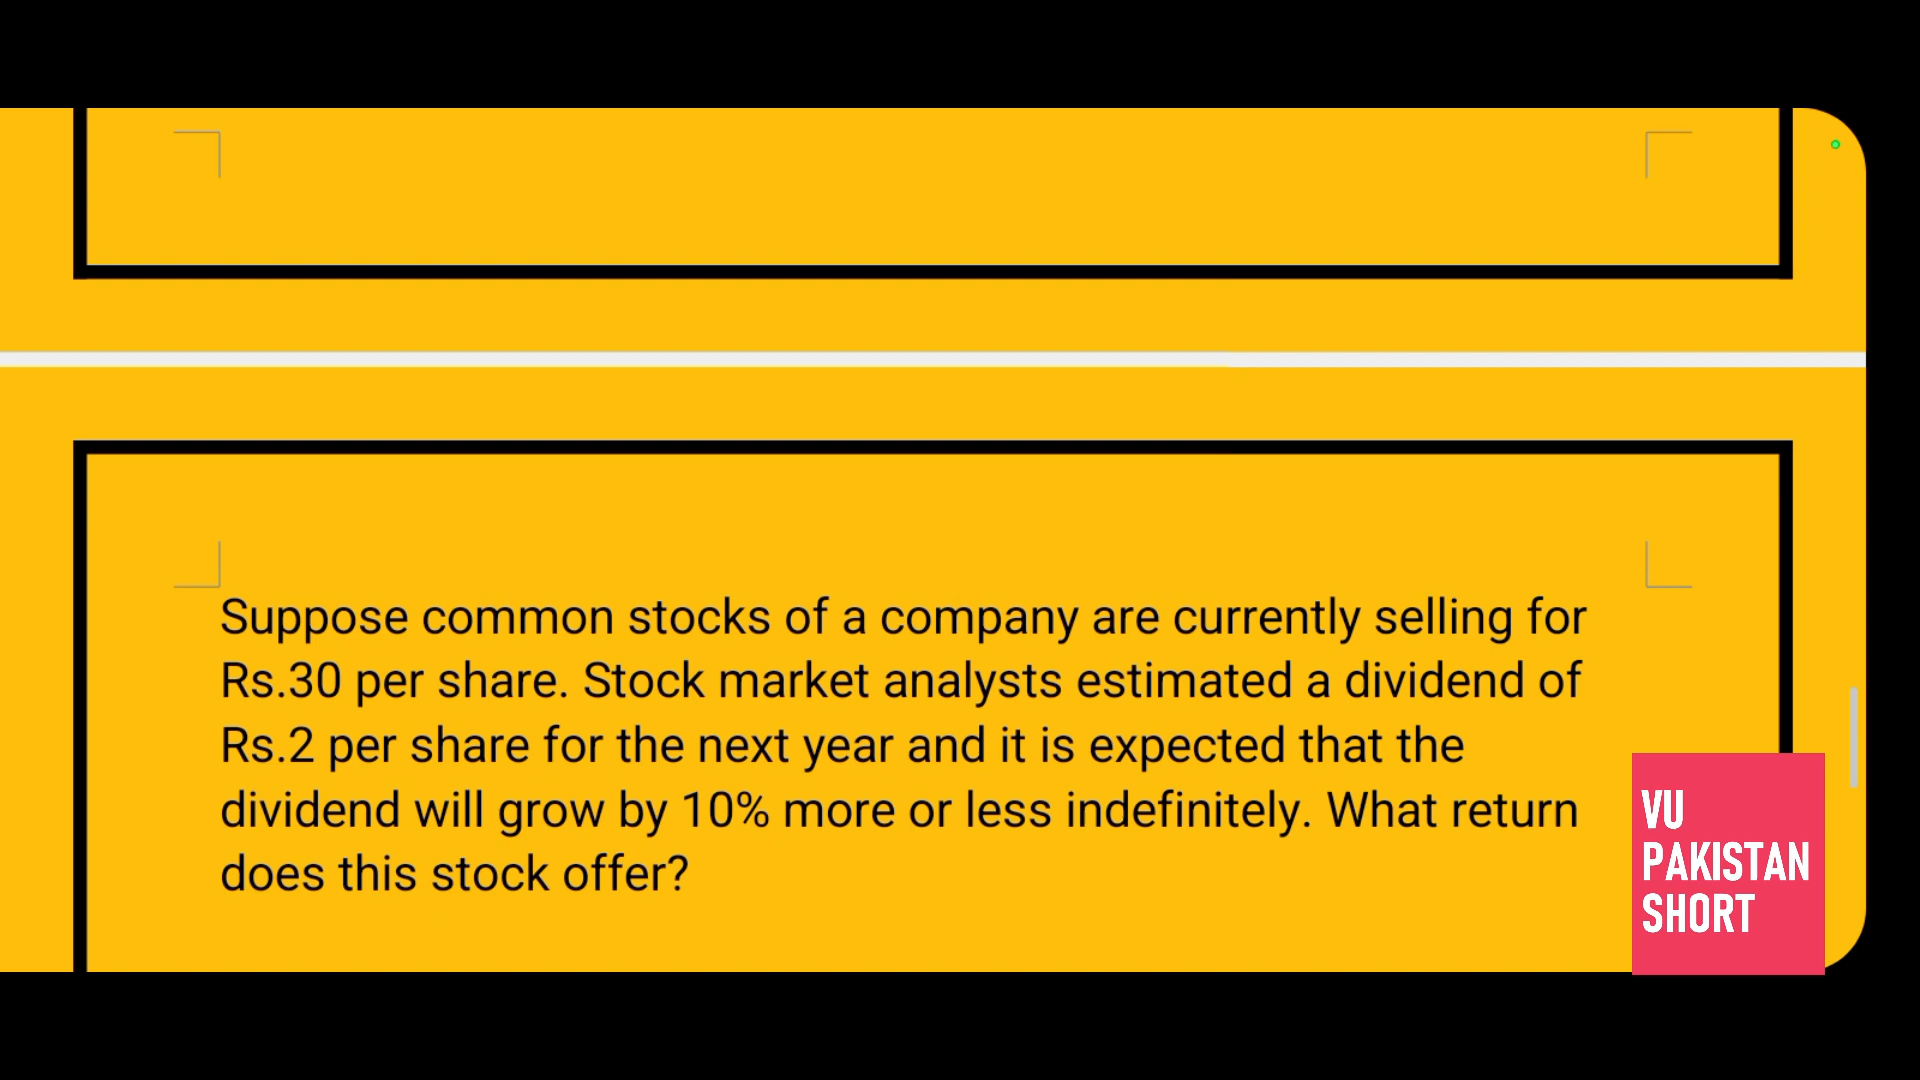 Suppose common stocks of a company are currently selling for
Rs.30 per share. Stock market analysts estimated a dividend of
Rs.2 per share for the next year and it is expected that the
dividend will grow by 10% more or less indefinitely. What return
does this stock offer?
VU
PAKISTAN
SHORT